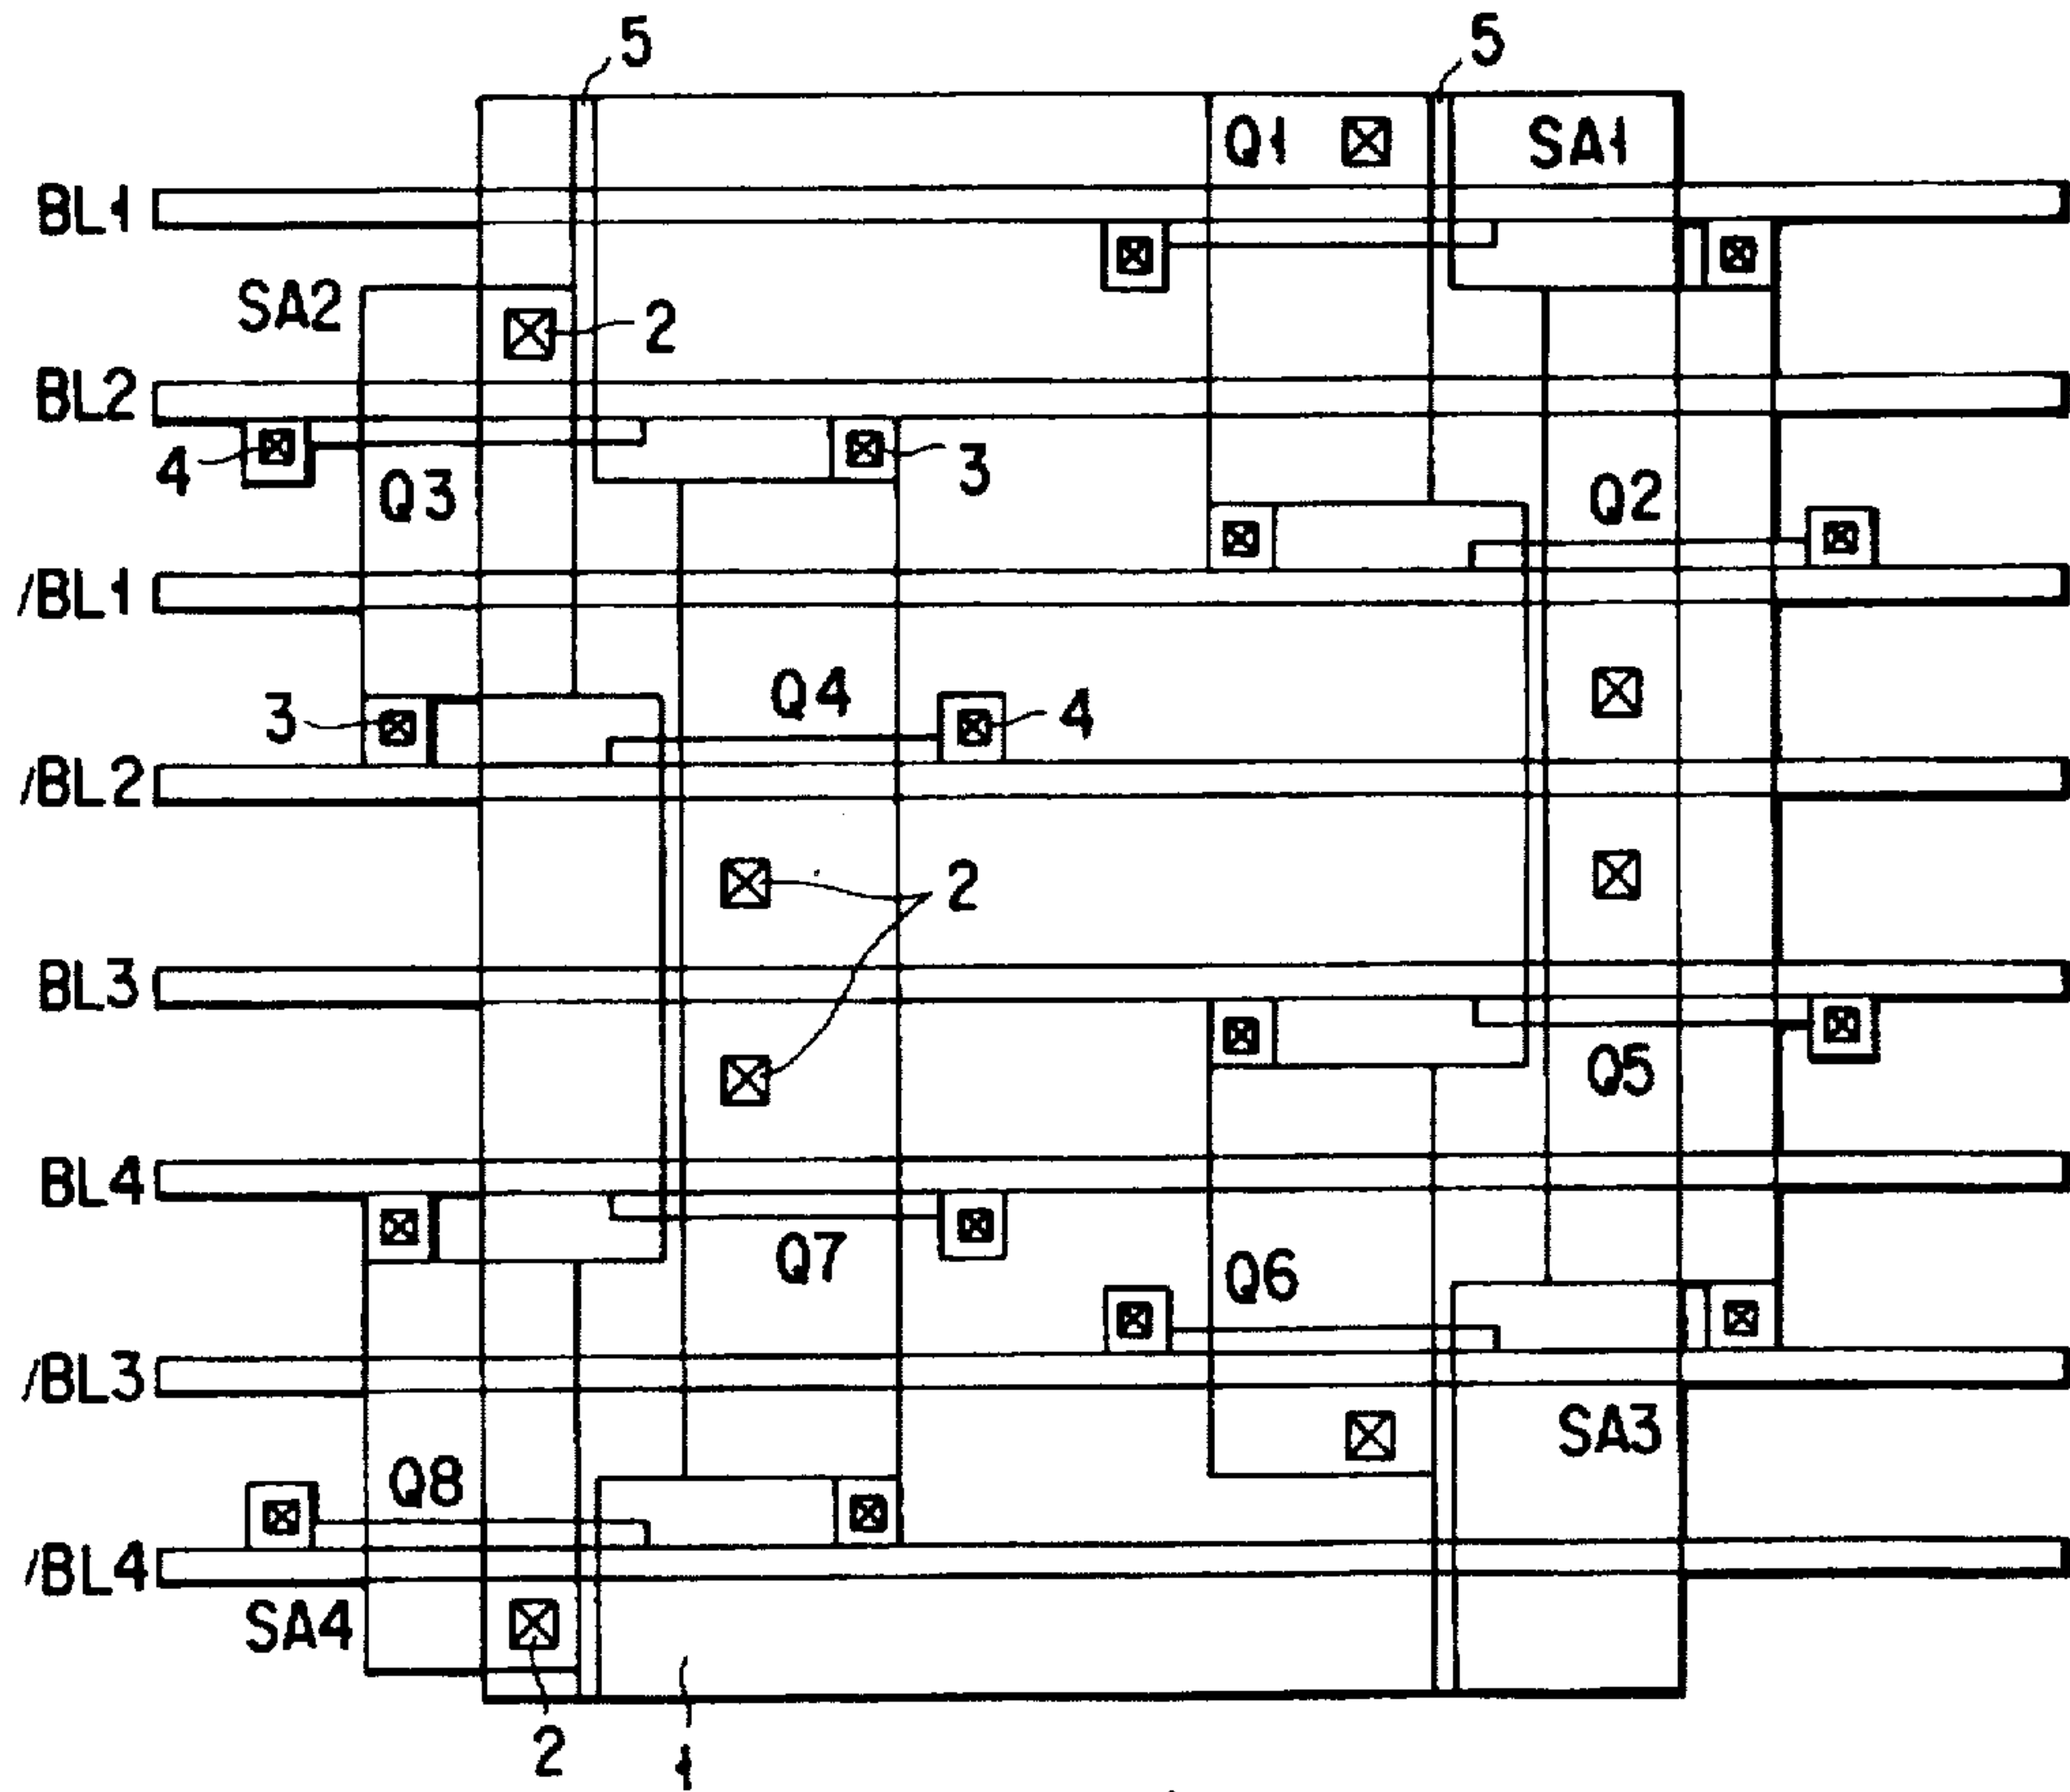 5 5
Q1 SA1
BL1
SA2 2
BL2
4 Q3 3 Q2
/BL1
3 Q4 4
/BL2
2
BL3
Q5
BL4
Q7 Q6
/BL3
SA3
Q8
/BL4
SA4
2 1